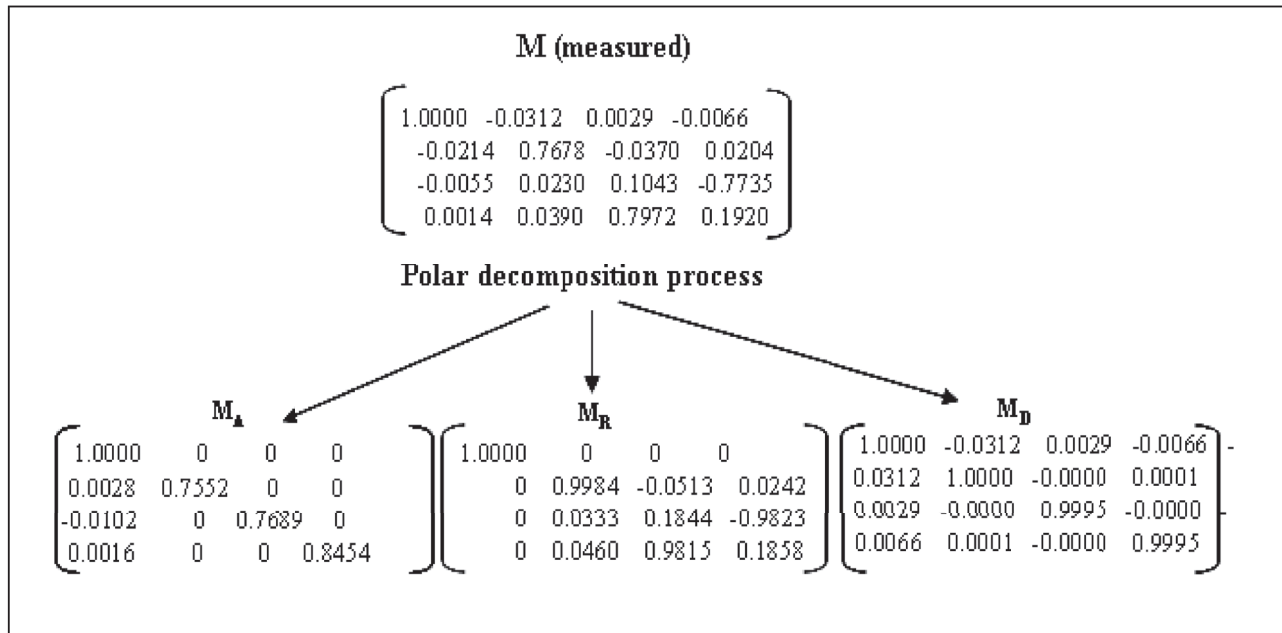 M (measured)
1.0000 -0.0312 0.0029 -0.0066
-0.0214 0.7678 -0.0370 0.0204
-0.0055 0.0230 0.1043 -0.7735
0.0014 0.0390 0.7972 0.1920
Polar decomposition process
M_A
1.0000 0 0 0
0.0028 0.7552 0 0
-0.0102 0 0.7689 0
0.0016 0 0 0.8454
M_R
1.0000 0 0 0
0 0.9984 -0.0513 0.0242
0 0.0333 0.1844 -0.9823
0 0.0460 0.9815 0.1858
M_D
1.0000 -0.0312 0.0029 -0.0066 -
0.0312 1.0000 -0.0000 0.0001
0.0029 -0.0000 0.9995 -0.0000 -
0.0066 0.0001 -0.0000 0.9995